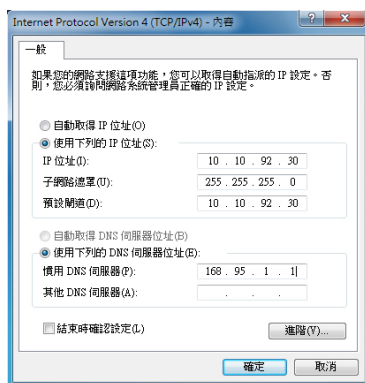 Internet Protocol Version 4 (TCP/IPv4) - 內容
一般
如果您的網路支援這項功能，您可以取得自動指派的 IP 設定。否
則，您必須詢問網路系統管理員正確的 IP 設定。
自動取得 IP 位址(O)
使用下列的 IP 位址(S):
IP 位址(I): 10 . 10 . 92 . 30
子網路遮罩(U): 255 . 255 . 255 . 0
預設閘道(D): 10 . 10 . 92 . 30
自動取得 DNS 伺服器位址(B)
使用下列的 DNS 伺服器位址(E):
慣用 DNS 伺服器(P): 168 . 95 . 1 . 1
其他 DNS 伺服器(A): . . .
結束時確認設定(L)
進階(V)...
確定 取消